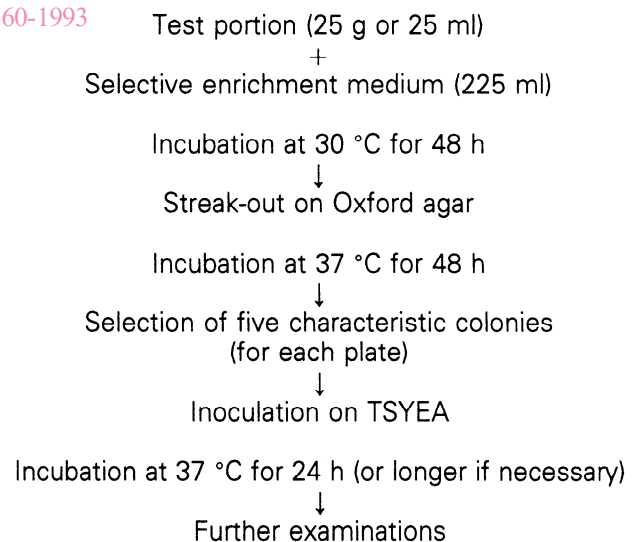 60-1993
Test portion (25 g or 25 ml)
+
Selective enrichment medium (225 ml)
Incubation at 30 °C for 48 h
↓
Streak-out on Oxford agar
Incubation at 37 °C for 48 h
↓
Selection of five characteristic colonies
(for each plate)
↓
Inoculation on TSYEA
Incubation at 37 °C for 24 h (or longer if necessary)
↓
Further examinations